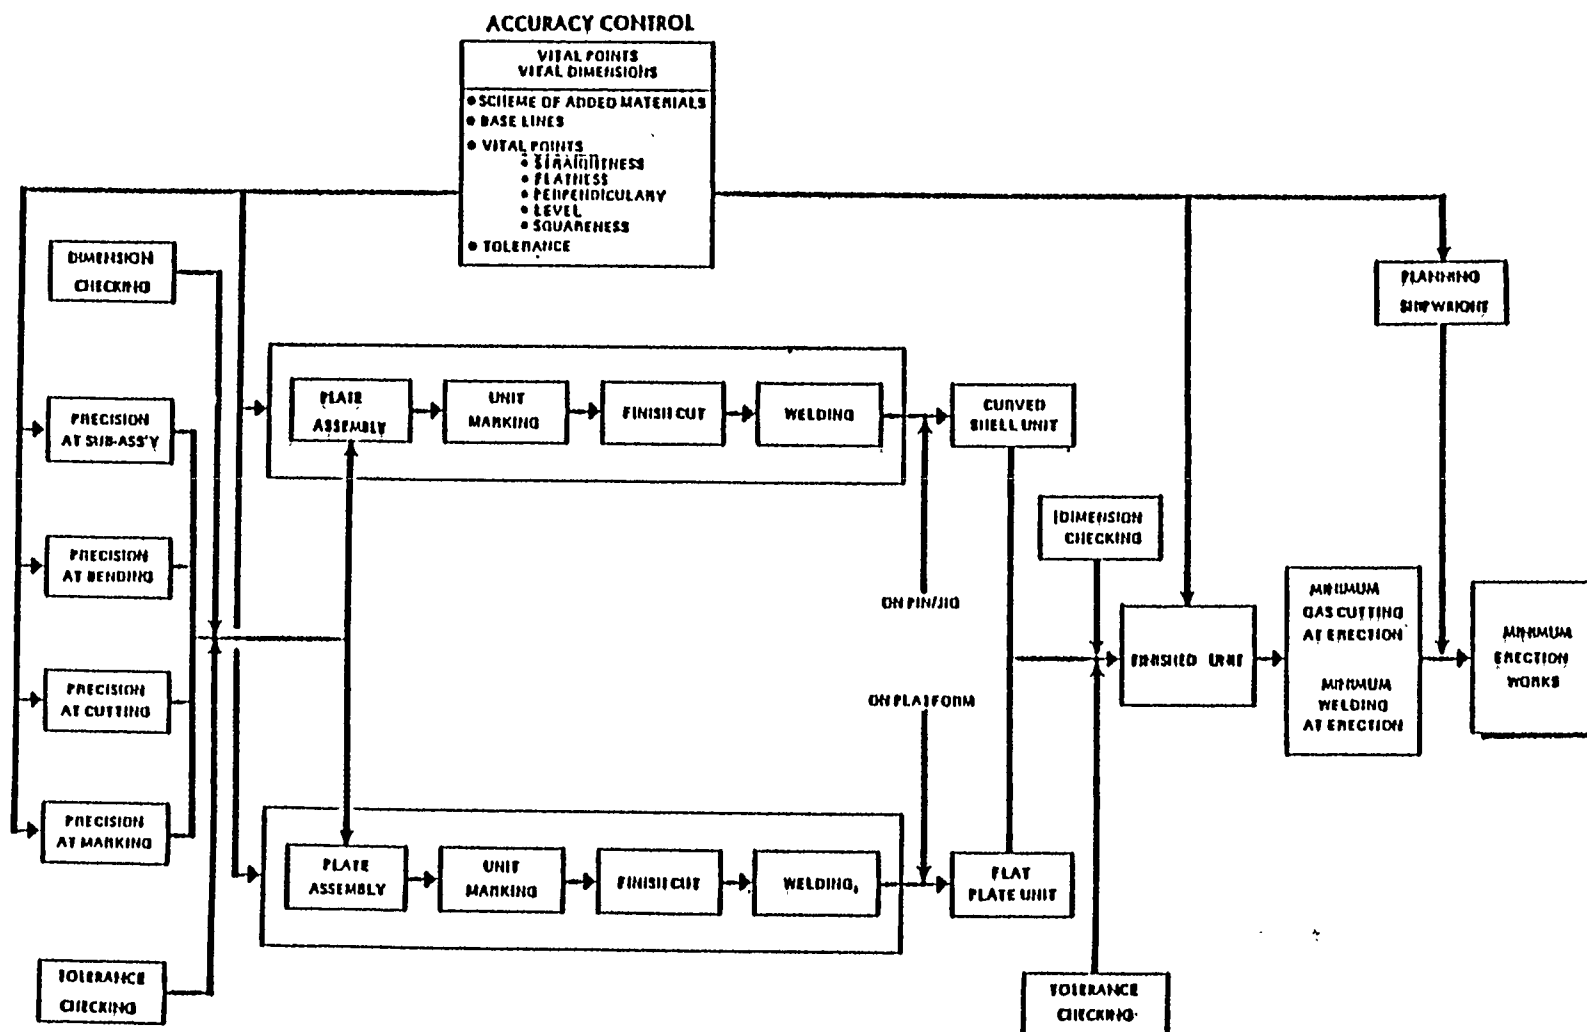 ACCURACY CONTROL
VITAL POINTS
VITAL DIMENSIONS
• SCHEME OF ADDED MATERIALS
• BASE LINES
• VITAL POINTS
• STRAIGHTNESS
• FLATNESS
• PERPENDICULARY
• LEVEL
• SQUARENESS
• TOLERANCE
DIMENSION
CHECKING
PRECISION
AT SUB-ASS'Y
PRECISION
AT BENDING
PRECISION
AT CUTTING
PRECISION
AT MARKING
TOLERANCE
CHECKING
PLATE
ASSEMBLY
UNIT
MARKING
FINISH CUT
WELDING
CURVED
SHELL UNIT
ON PIN/JIG
ON PLATFORM
PLATE
ASSEMBLY
UNIT
MARKING
FINISH CUT
WELDING
FLAT
PLATE UNIT
DIMENSION
CHECKING
TOLERANCE
CHECKING
FINISHED UNIT
PLANNING
SHIPWRIGHT
MINIMUM
GAS CUTTING
AT ERECTION
MINIMUM
WELDING
AT ERECTION
MINIMUM
ERECTION
WORKS